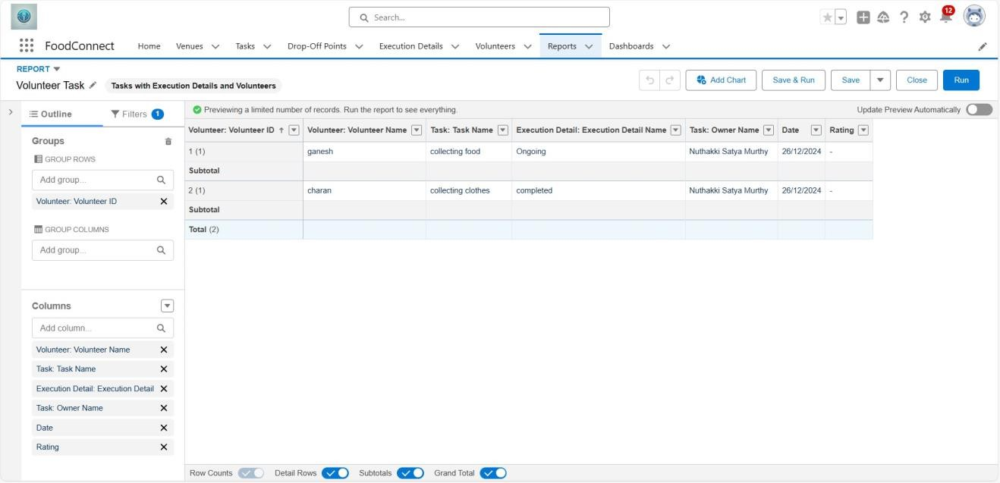 Search...
12
FoodConnect Home Venues Tasks Drop-Off Points Execution Details Volunteers Reports Dashboards
REPORT
Volunteer Task Tasks with Execution Details and Volunteers
Add Chart Save & Run Save Close Run
Outline Filters 1
Previewing a limited number of records. Run the report to see everything. Update Preview Automatically
Groups
GROUP ROWS
Add group...
Volunteer: Volunteer ID
GROUP COLUMNS
Add group...
Columns
Add column...
Volunteer: Volunteer Name
Task: Task Name
Execution Detail: Execution Detail
Task: Owner Name
Date
Rating
Volunteer: Volunteer ID Volunteer: Volunteer Name Task: Task Name Execution Detail: Execution Detail Name Task: Owner Name Date Rating
1 (1) ganesh collecting food Ongoing Nuthakki Satya Murthy 26/12/2024 -
Subtotal
2 (1) charan collecting clothes completed Nuthakki Satya Murthy 26/12/2024 -
Subtotal
Total (2)
Row Counts Detail Rows Subtotals Grand Total